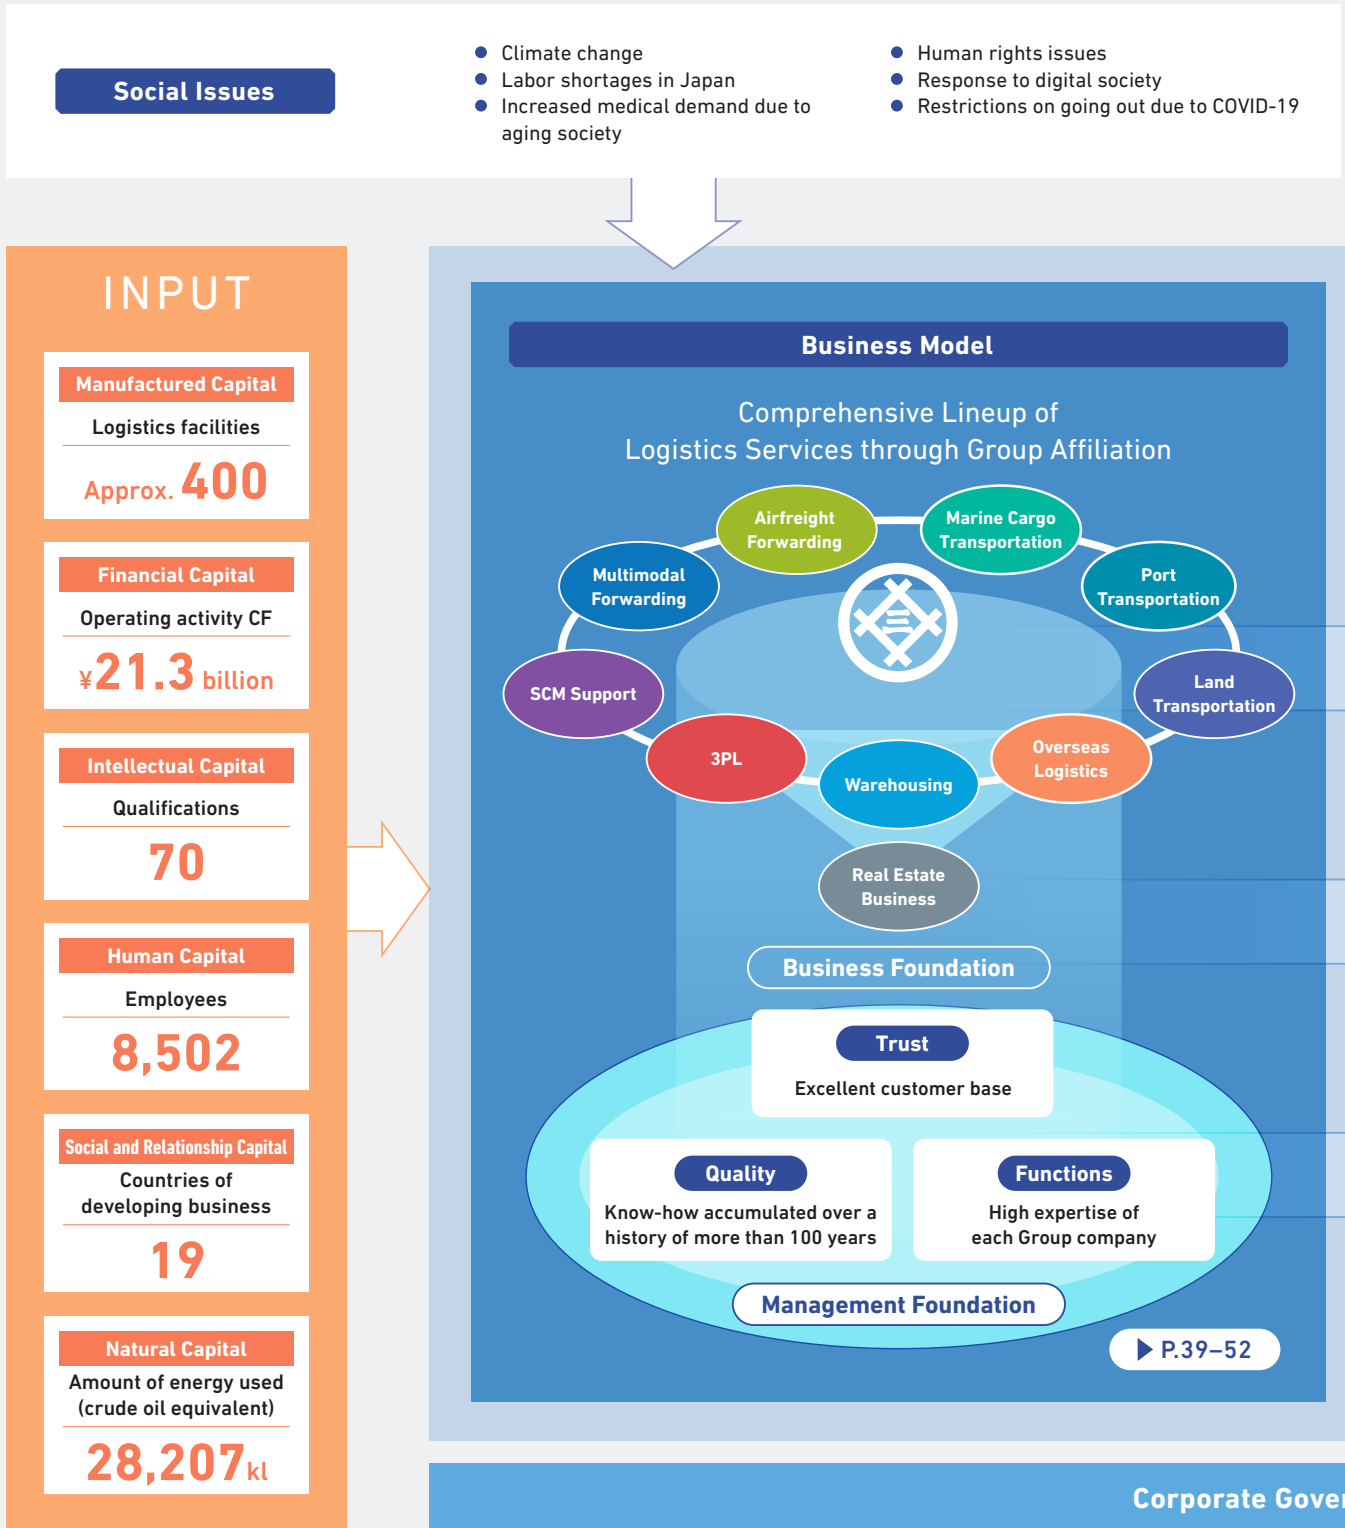 Social Issues
Climate change
Labor shortages in Japan
Increased medical demand due to
aging society
Human rights issues
Response to digital society
Restrictions on going out due to COVID-19
INPUT
Manufactured Capital
Logistics facilities
Approx. 400
Financial Capital
Operating activity CF
¥21.3 billion
Intellectual Capital
Qualifications
70
Human Capital
Employees
8,502
Social and Relationship Capital
Countries of
developing business
19
Natural Capital
Amount of energy used
(crude oil equivalent)
28,207 kl
Business Model
Comprehensive Lineup of
Logistics Services through Group Affiliation
Airfreight
Forwarding
Marine Cargo
Transportation
Multimodal
Forwarding
Port
Transportation
SCM Support
Land
Transportation
3PL
Warehousing
Overseas
Logistics
Real Estate
Business
Business Foundation
Trust
Excellent customer base
Quality
Know-how accumulated over a
history of more than 100 years
Functions
High expertise of
each Group company
Management Foundation
P.39–52
Corporate Gover